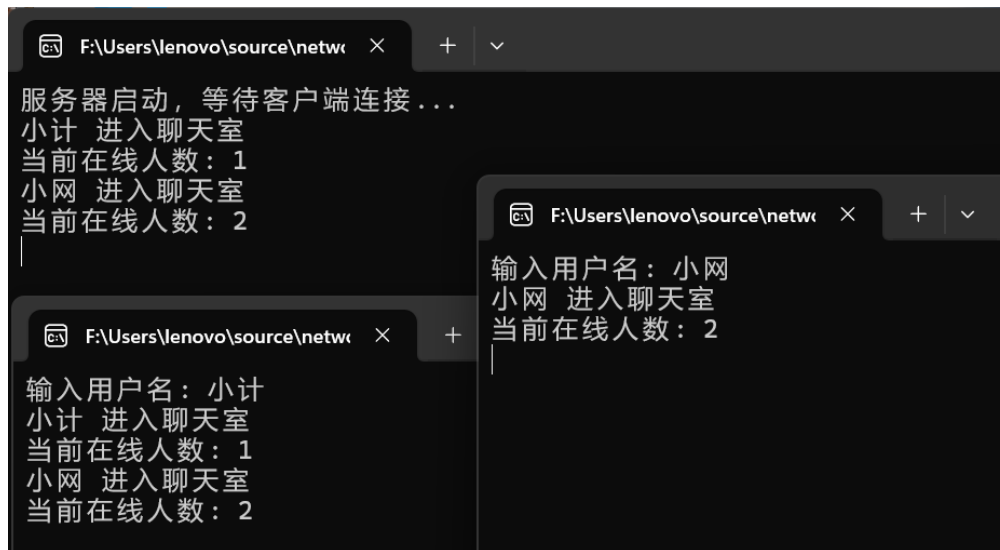 F:\Users\lenovo\source\netwo
服务器启动，等待客户端连接...
小计 进入聊天室
当前在线人数：1
小网 进入聊天室
当前在线人数：2
F:\Users\lenovo\source\netwo
输入用户名：小网
小网 进入聊天室
当前在线人数：2
F:\Users\lenovo\source\netwo
输入用户名：小计
小计 进入聊天室
当前在线人数：1
小网 进入聊天室
当前在线人数：2